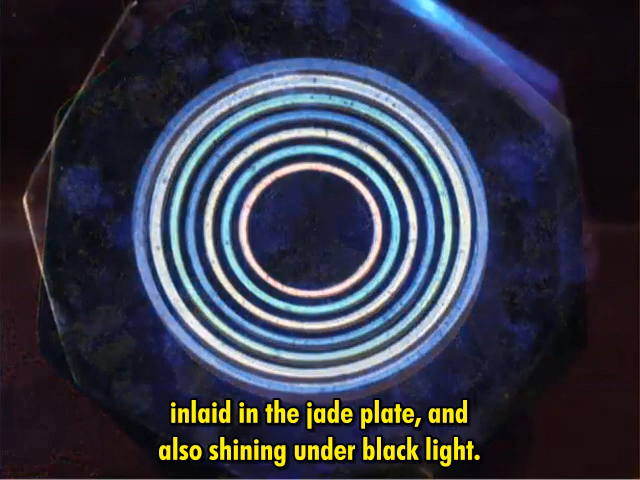 inlaid in the jade plate, and
also shining under black light.